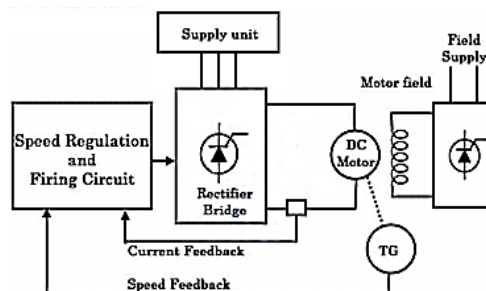 Supply unit
Field
Supply
Motor field
Speed Regulation
and
Firing Circuit
DC
Motor
Rectifier
Bridge
TG
Current Feedback
Speed Feedback